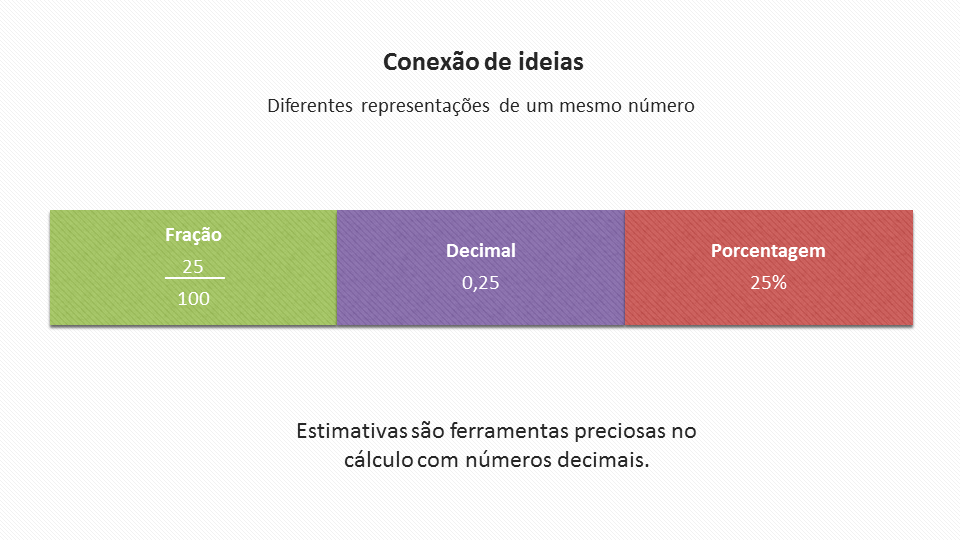 Conexão de ideias
Diferentes representações de um mesmo número
Fração
25
100
Decimal
0,25
Porcentagem
25%
Estimativas são ferramentas preciosas no
cálculo com números decimais.